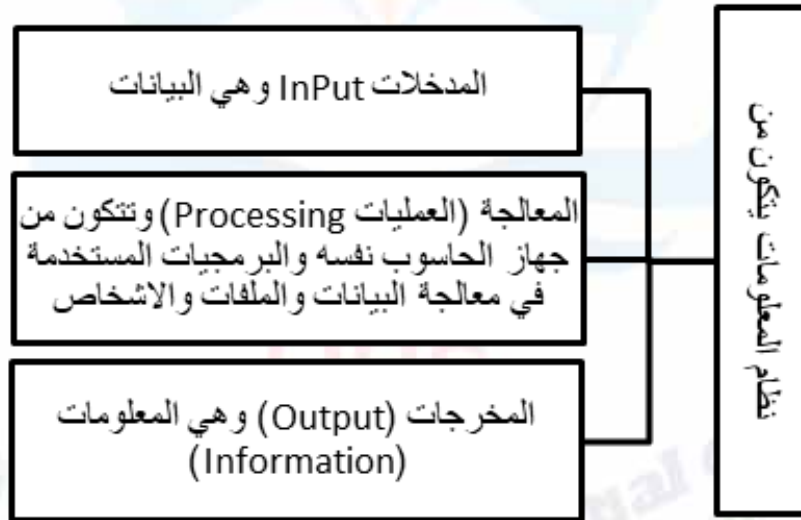 نظام المعلومات يتكون من
المدخلات InPut وهي البيانات
المعالجة (العمليات Processing) وتتكون من
جهاز الحاسوب نفسه والبرمجيات المستخدمة
في معالجة البيانات والملفات والاشخاص
المخرجات (Output) وهي المعلومات
(Information)